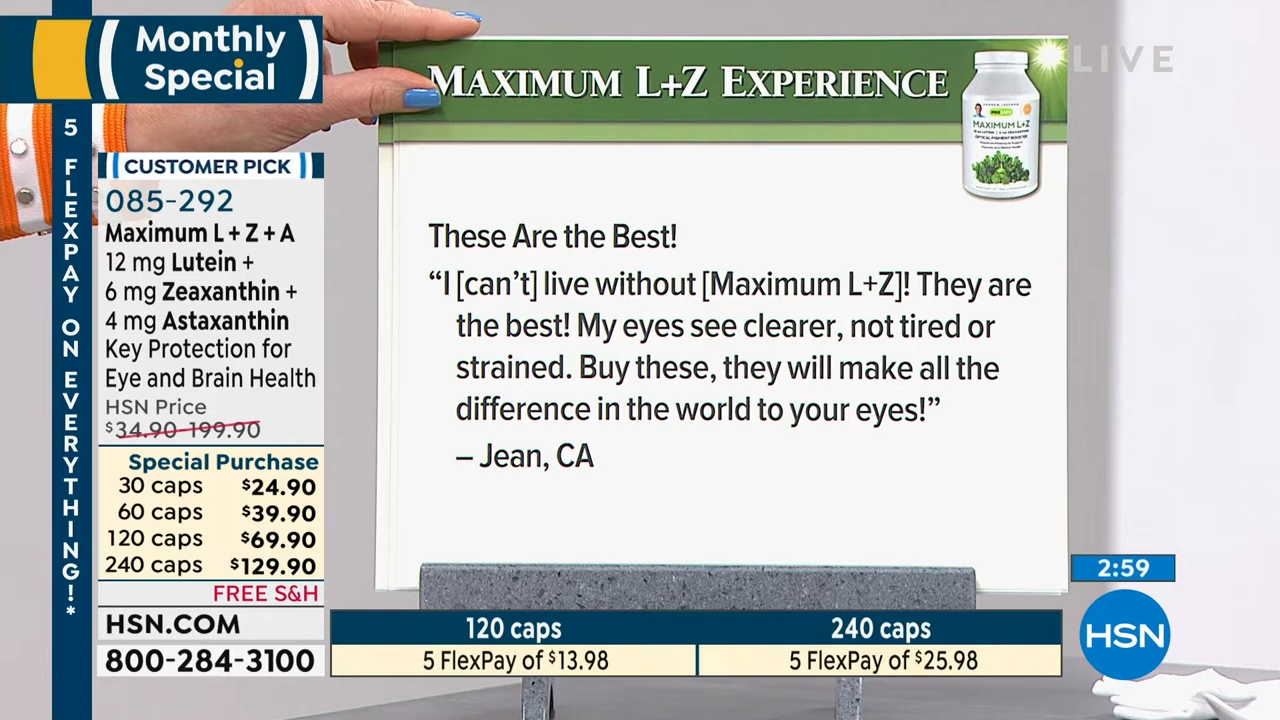 Monthly
Special
5 FLEXPAY ON EVERYTHING!*
CUSTOMER PICK
085-292
Maximum L + Z + A
12 mg Lutein +
6 mg Zeaxanthin +
4 mg Astaxanthin
Key Protection for
Eye and Brain Health
HSN Price
$34.90-199.90
Special Purchase
30 caps $24.90
60 caps $39.90
120 caps $69.90
240 caps $129.90
FREE S&H
HSN.COM
800-284-3100
MAXIMUM L+Z EXPERIENCE
MAXIMUM L+Z
LIVE
These Are the Best!
“I [can’t] live without [Maximum L+Z]! They are
the best! My eyes see clearer, not tired or
strained. Buy these, they will make all the
difference in the world to your eyes!”
– Jean, CA
2:59
HSN
120 caps 240 caps
5 FlexPay of $13.98 5 FlexPay of $25.98